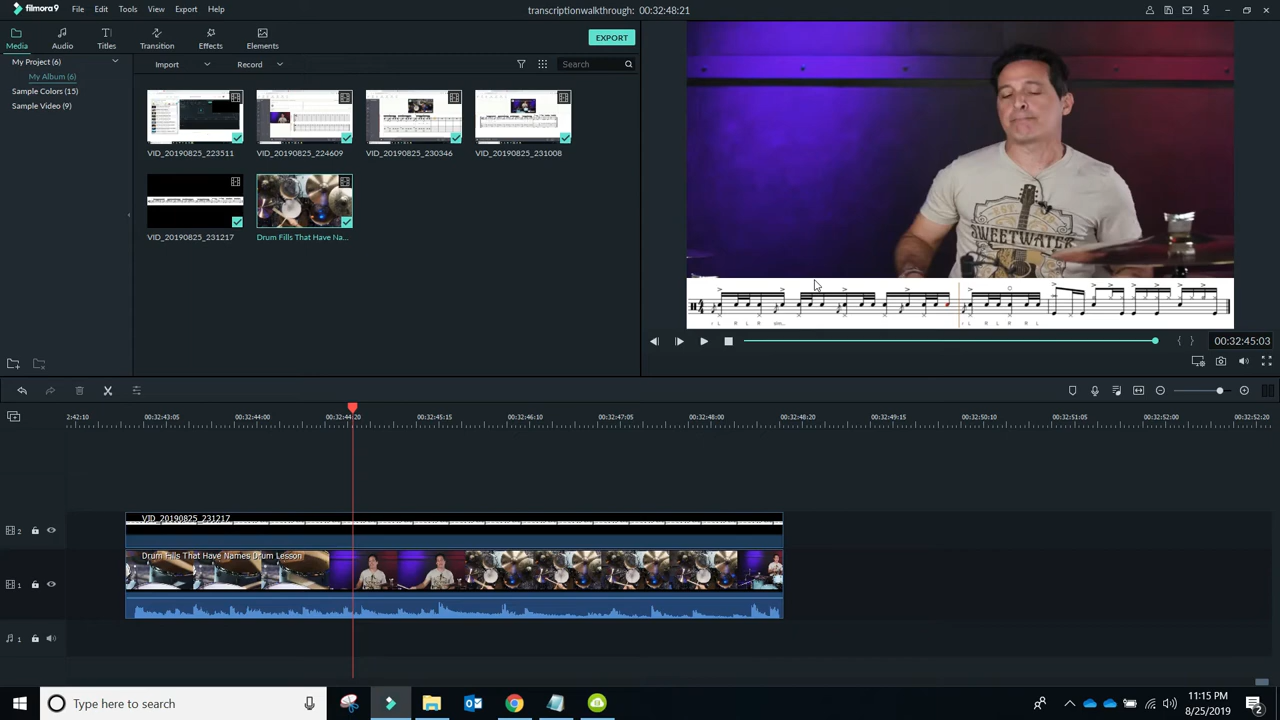 filmora9 File Edit Tools View Export Help transcriptionwalkthrough: 00:32:48:21
Media Audio Titles Transition Effects Elements EXPORT
My Project (6) Import Record Search
My Album (6)
Sample Colors (15)
Sample Video (9)
VID_20190825_223511 VID_20190825_224609 VID_20190825_230346 VID_20190825_231008
VID_20190825_231217 Drum Fills That Have Na...
SWEETWATER
r L R L R sim... r L R L R L
00:32:45:03
2:42:10 00:32:43:05 00:32:44:00 00:32:44:20 00:32:45:15 00:32:46:10 00:32:47:05 00:32:48:00 00:32:48:20 00:32:49:15 00:32:50:10 00:32:51:05 00:32:52:00 00:32:52:20
VID_20190825_231217
2
Drum Fills That Have Names Drum Lesson
1
1
Type here to search
11:15 PM
8/25/2019
2